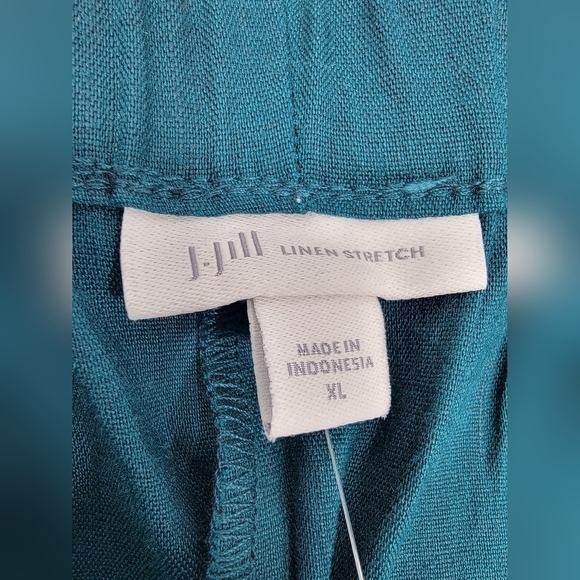 J.Jill LINEN STRETCH
MADE IN
INDONESIA
XL